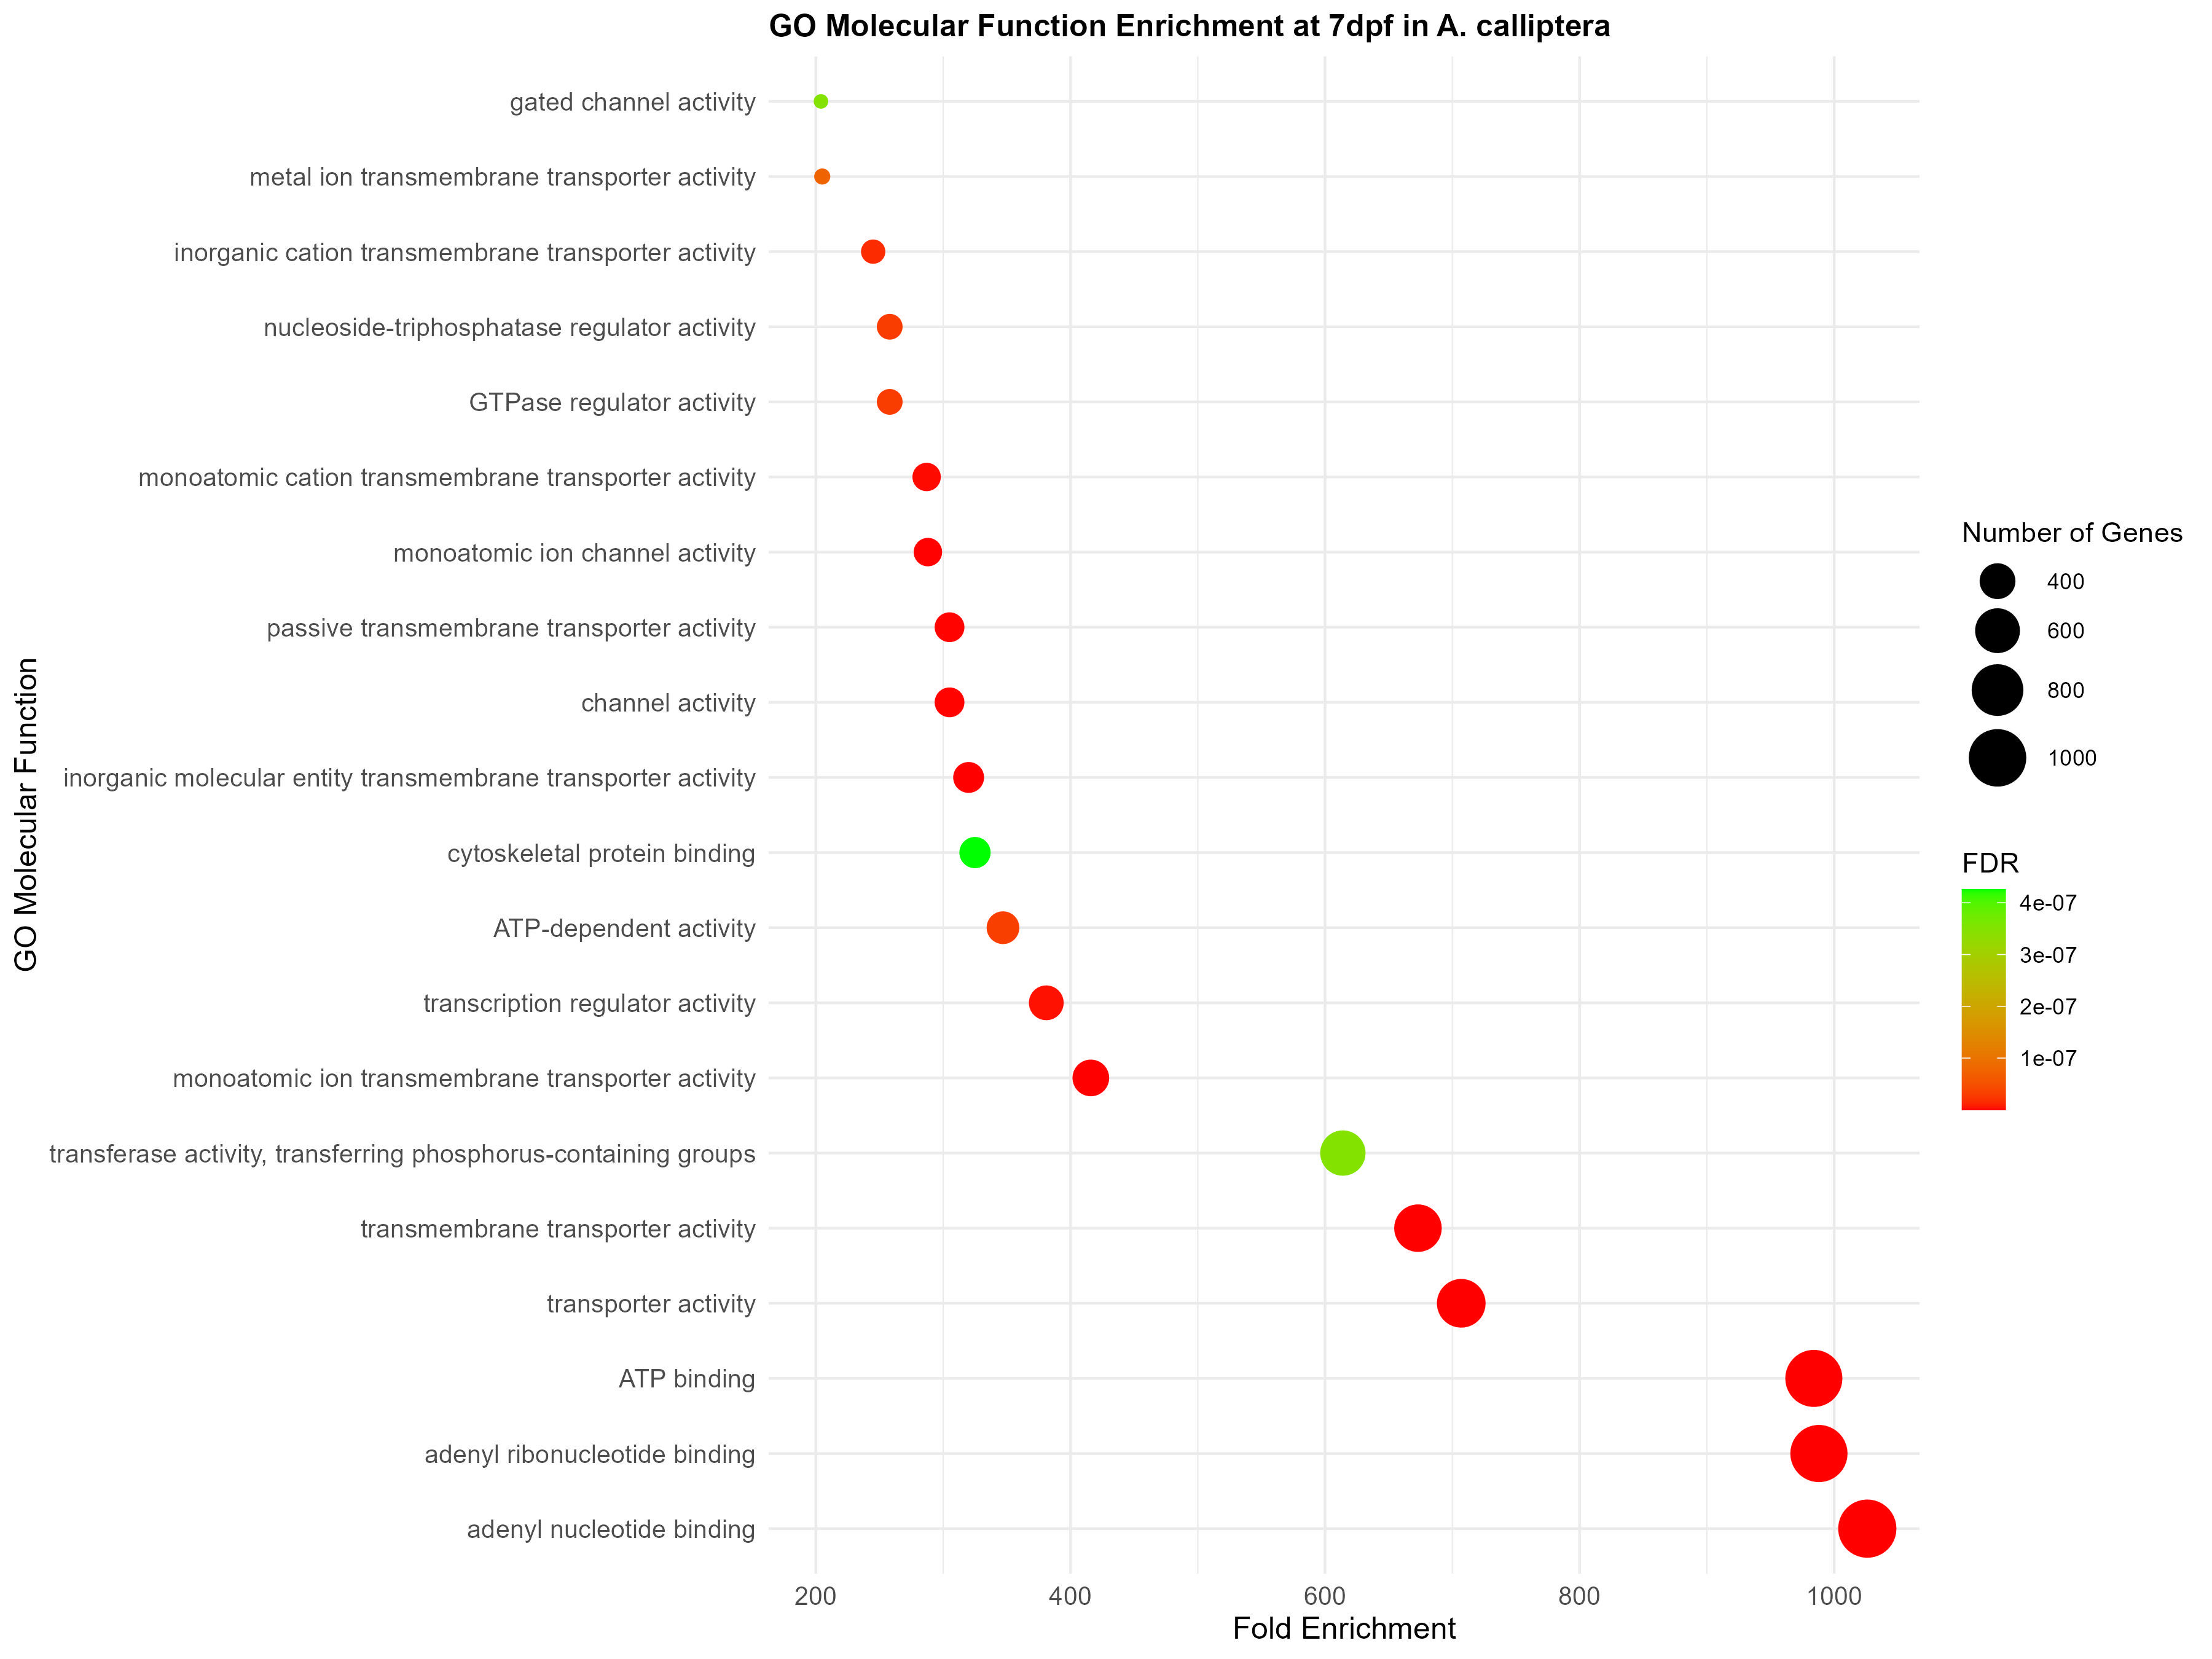 GO Molecular Function Enrichment at 7dpf in A. calliptera
GO Molecular Function
gated channel activity
metal ion transmembrane transporter activity
inorganic cation transmembrane transporter activity
nucleoside-triphosphatase regulator activity
GTPase regulator activity
monoatomic cation transmembrane transporter activity
monoatomic ion channel activity
passive transmembrane transporter activity
channel activity
inorganic molecular entity transmembrane transporter activity
cytoskeletal protein binding
ATP-dependent activity
transcription regulator activity
monoatomic ion transmembrane transporter activity
transferase activity, transferring phosphorus-containing groups
transmembrane transporter activity
transporter activity
ATP binding
adenyl ribonucleotide binding
adenyl nucleotide binding
200 400 600 800 1000
Fold Enrichment
Number of Genes
400
600
800
1000
FDR
4e-07
3e-07
2e-07
1e-07